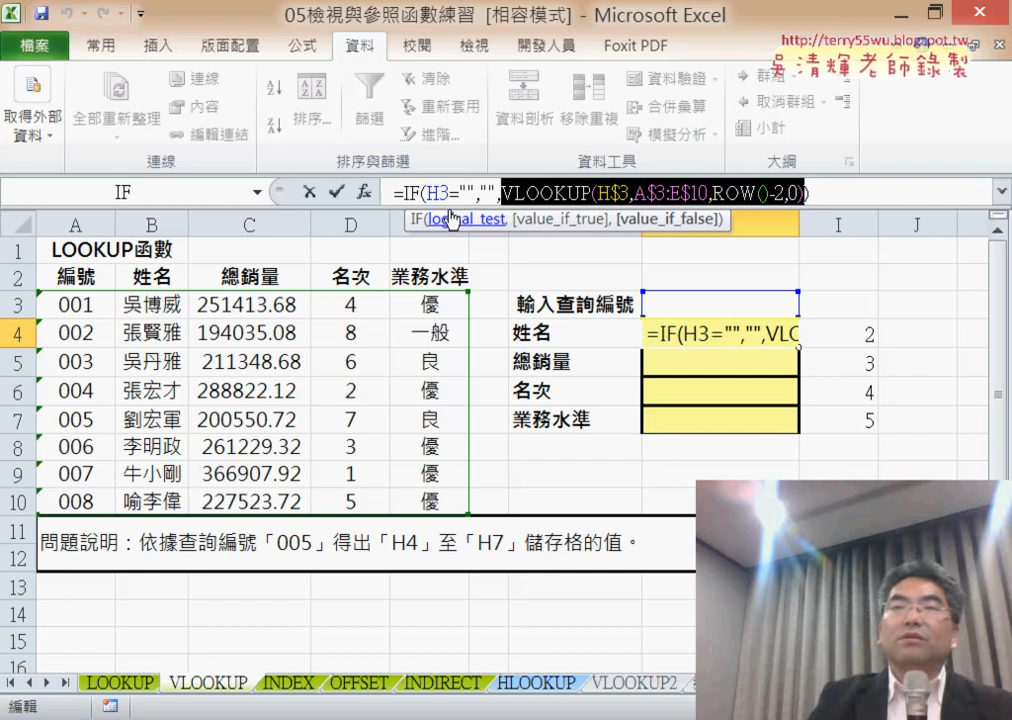 05檢視與參照函數練習 [相容模式] - Microsoft Excel
檔案 常用 插入 版面配置 公式 資料 校閱 檢視 開發人員 Foxit PDF
http://terry55wu.blogspot.tw
吳清輝老師錄製
取得外部資料 全部重新整理 連線 內容 編輯連結 排序... 篩選 清除 重新套用 進階... 資料剖析 移除重複 資料驗證 合併彙算 模擬分析 群組 取消群組 小計
連線 排序與篩選 資料工具 大綱
IF =IF(H3="","",VLOOKUP(H$3,A$3:E$10,ROW()-2,0))
IF(logical_test, [value_if_true], [value_if_false])
A B C D E I J
1 LOOKUP函數
2 編號 姓名 總銷量 名次 業務水準
3 001 吳博威 251413.68 4 優 輸入查詢編號
4 002 張賢雅 194035.08 8 一般 姓名 =IF(H3="","",VLC 2
5 003 吳丹雅 211348.68 6 良 總銷量 3
6 004 張宏才 288822.12 2 優 名次 4
7 005 劉宏軍 200550.72 7 良 業務水準 5
8 006 李明政 261229.32 3 優
9 007 牛小剛 366907.92 1 優
10 008 喻李偉 227523.72 5 優
11
問題說明：依據查詢編號「005」得出「H4」至「H7」儲存格的值。
12
13
14
15
16
LOOKUP VLOOKUP INDEX OFFSET INDIRECT HLOOKUP VLOOKUP2
編輯